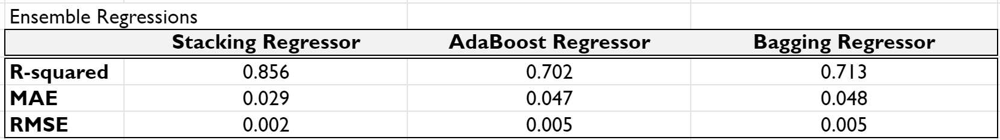 Ensemble Regressions
Stacking Regressor AdaBoost Regressor Bagging Regressor
R-squared 0.856 0.702 0.713
MAE 0.029 0.047 0.048
RMSE 0.002 0.005 0.005